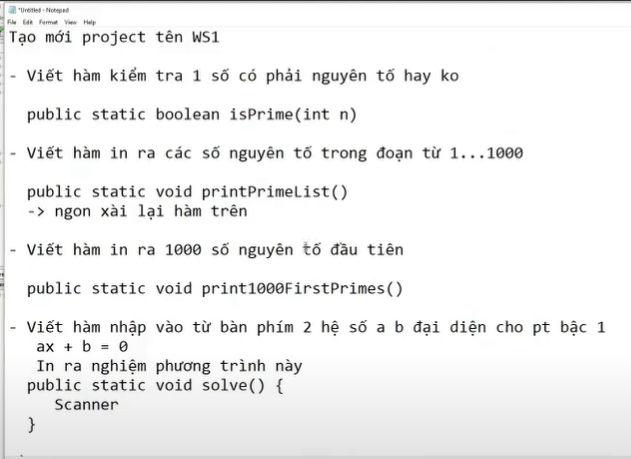 *Untitled - Notepad
File Edit Format View Help
Tạo mới project tên WS1
- Viết hàm kiểm tra 1 số có phải nguyên tố hay ko
public static boolean isPrime(int n)
- Viết hàm in ra các số nguyên tố trong đoạn từ 1...1000
public static void printPrimeList()
-> ngon xài lại hàm trên
- Viết hàm in ra 1000 số nguyên tố đầu tiên
public static void print1000FirstPrimes()
- Viết hàm nhập vào từ bàn phím 2 hệ số a b đại diện cho pt bậc 1
ax + b = 0
In ra nghiệm phương trình này
public static void solve() {
Scanner
}